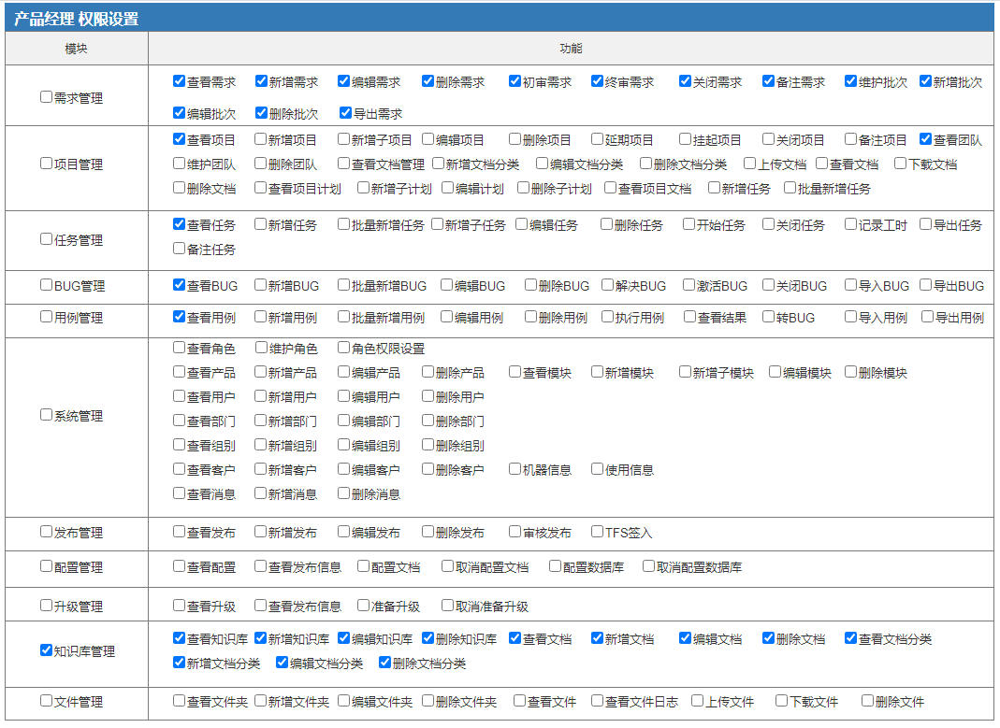 产品经理 权限设置
模块 功能
需求管理 查看需求 新增需求 编辑需求 删除需求 初审需求 终审需求 关闭需求 备注需求 维护批次 新增批次
编辑批次 删除批次 导出需求
项目管理 查看项目 新增项目 新增子项目 编辑项目 删除项目 延期项目 挂起项目 关闭项目 备注项目 查看团队
维护团队 删除团队 查看文档管理 新增文档分类 编辑文档分类 删除文档分类 上传文档 查看文档 下载文档
删除文档 查看项目计划 新增子计划 编辑计划 删除子计划 查看项目文档 新增任务 批量新增任务
任务管理 查看任务 新增任务 批量新增任务 新增子任务 编辑任务 删除任务 开始任务 关闭任务 记录工时 导出任务
备注任务
BUG管理 查看BUG 新增BUG 批量新增BUG 编辑BUG 删除BUG 解决BUG 激活BUG 关闭BUG 导入BUG 导出BUG
用例管理 查看用例 新增用例 批量新增用例 编辑用例 删除用例 执行用例 查看结果 转BUG 导入用例 导出用例
系统管理 查看角色 维护角色 角色权限设置
查看产品 新增产品 编辑产品 删除产品 查看模块 新增模块 新增子模块 编辑模块 删除模块
查看用户 新增用户 编辑用户 删除用户
查看部门 新增部门 编辑部门 删除部门
查看组别 新增组别 编辑组别 删除组别
查看客户 新增客户 编辑客户 删除客户 机器信息 使用信息
查看消息 新增消息 删除消息
发布管理 查看发布 新增发布 编辑发布 删除发布 审核发布 TFS签入
配置管理 查看配置 查看发布信息 配置文档 取消配置文档 配置数据库 取消配置数据库
升级管理 查看升级 查看发布信息 准备升级 取消准备升级
知识库管理 查看知识库 新增知识库 编辑知识库 删除知识库 查看文档 新增文档 编辑文档 删除文档 查看文档分类
新增文档分类 编辑文档分类 删除文档分类
文件管理 查看文件夹 新增文件夹 编辑文件夹 删除文件夹 查看文件 查看文件日志 上传文件 下载文件 删除文件